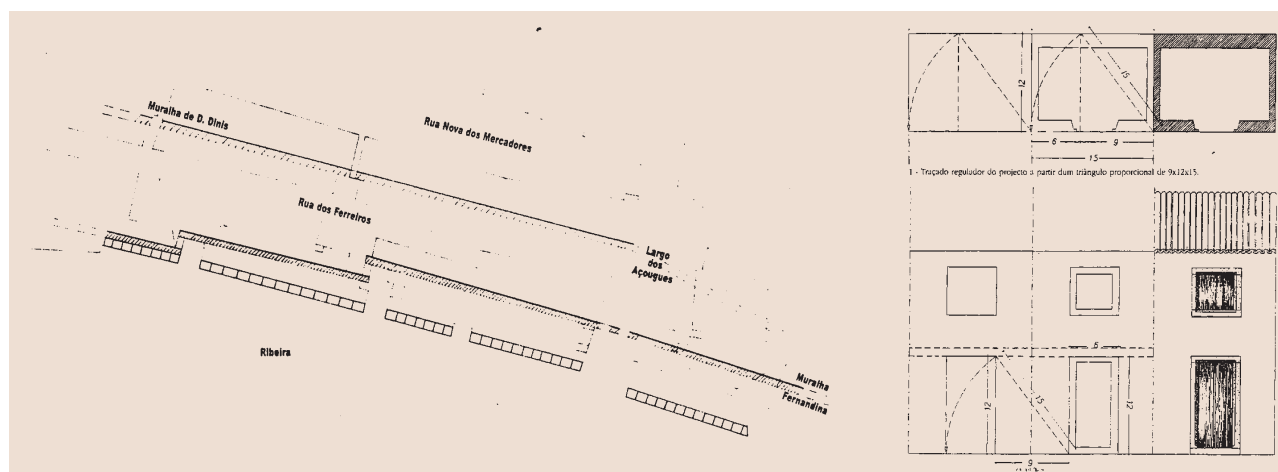 Muralha de D. Dinis
Rua Nova dos Mercadores
Rua dos Ferreiros
Largo
dos
Açougues
Ribeira
Muralha
Fernandina
12
15
6
9
15
1 - Traçado regulador do projecto a partir dum triângulo proporcional de 9x12x15.
6
12
15
12
9